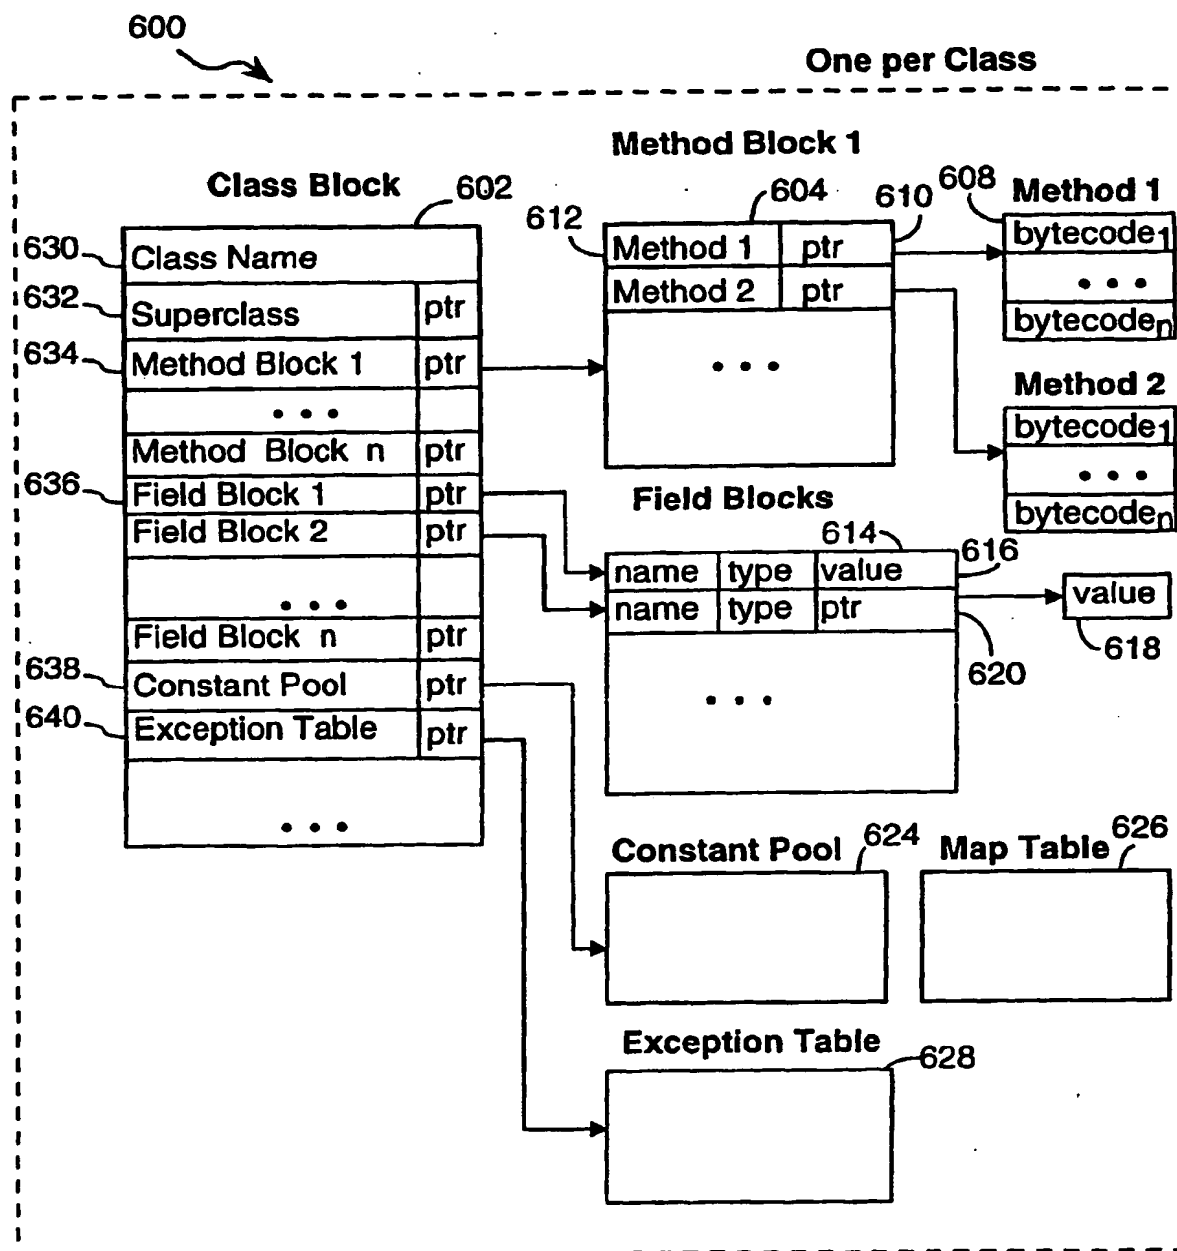 600
One per Class
Class Block
602
630
Class Name
632
Superclass ptr
634
Method Block 1 ptr
• • •
Method Block n ptr
636
Field Block 1 ptr
Field Block 2 ptr
• • •
Field Block n ptr
638
Constant Pool ptr
640
Exception Table ptr
• • •
Method Block 1
604
610
612
Method 1 ptr
Method 2 ptr
• • •
608
Method 1
bytecode1
• • •
bytecoden
Method 2
bytecode1
• • •
bytecoden
Field Blocks
614
616
name type value
name type ptr
620
• • •
value
618
Constant Pool
624
Map Table
626
Exception Table
628